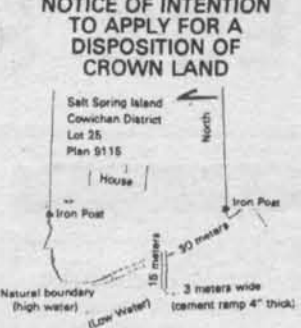 NOTICE OF INTENTION
TO APPLY FOR A
DISPOSITION OF
CROWN LAND
Salt Spring Island
Cowichan District
Lot 25
Plan 9115
North
House
Iron Post
Iron Post
30 meters
15 meters
Natural boundary
(high water)
(Low Water)
3 meters wide
(cement ramp 4" thick)